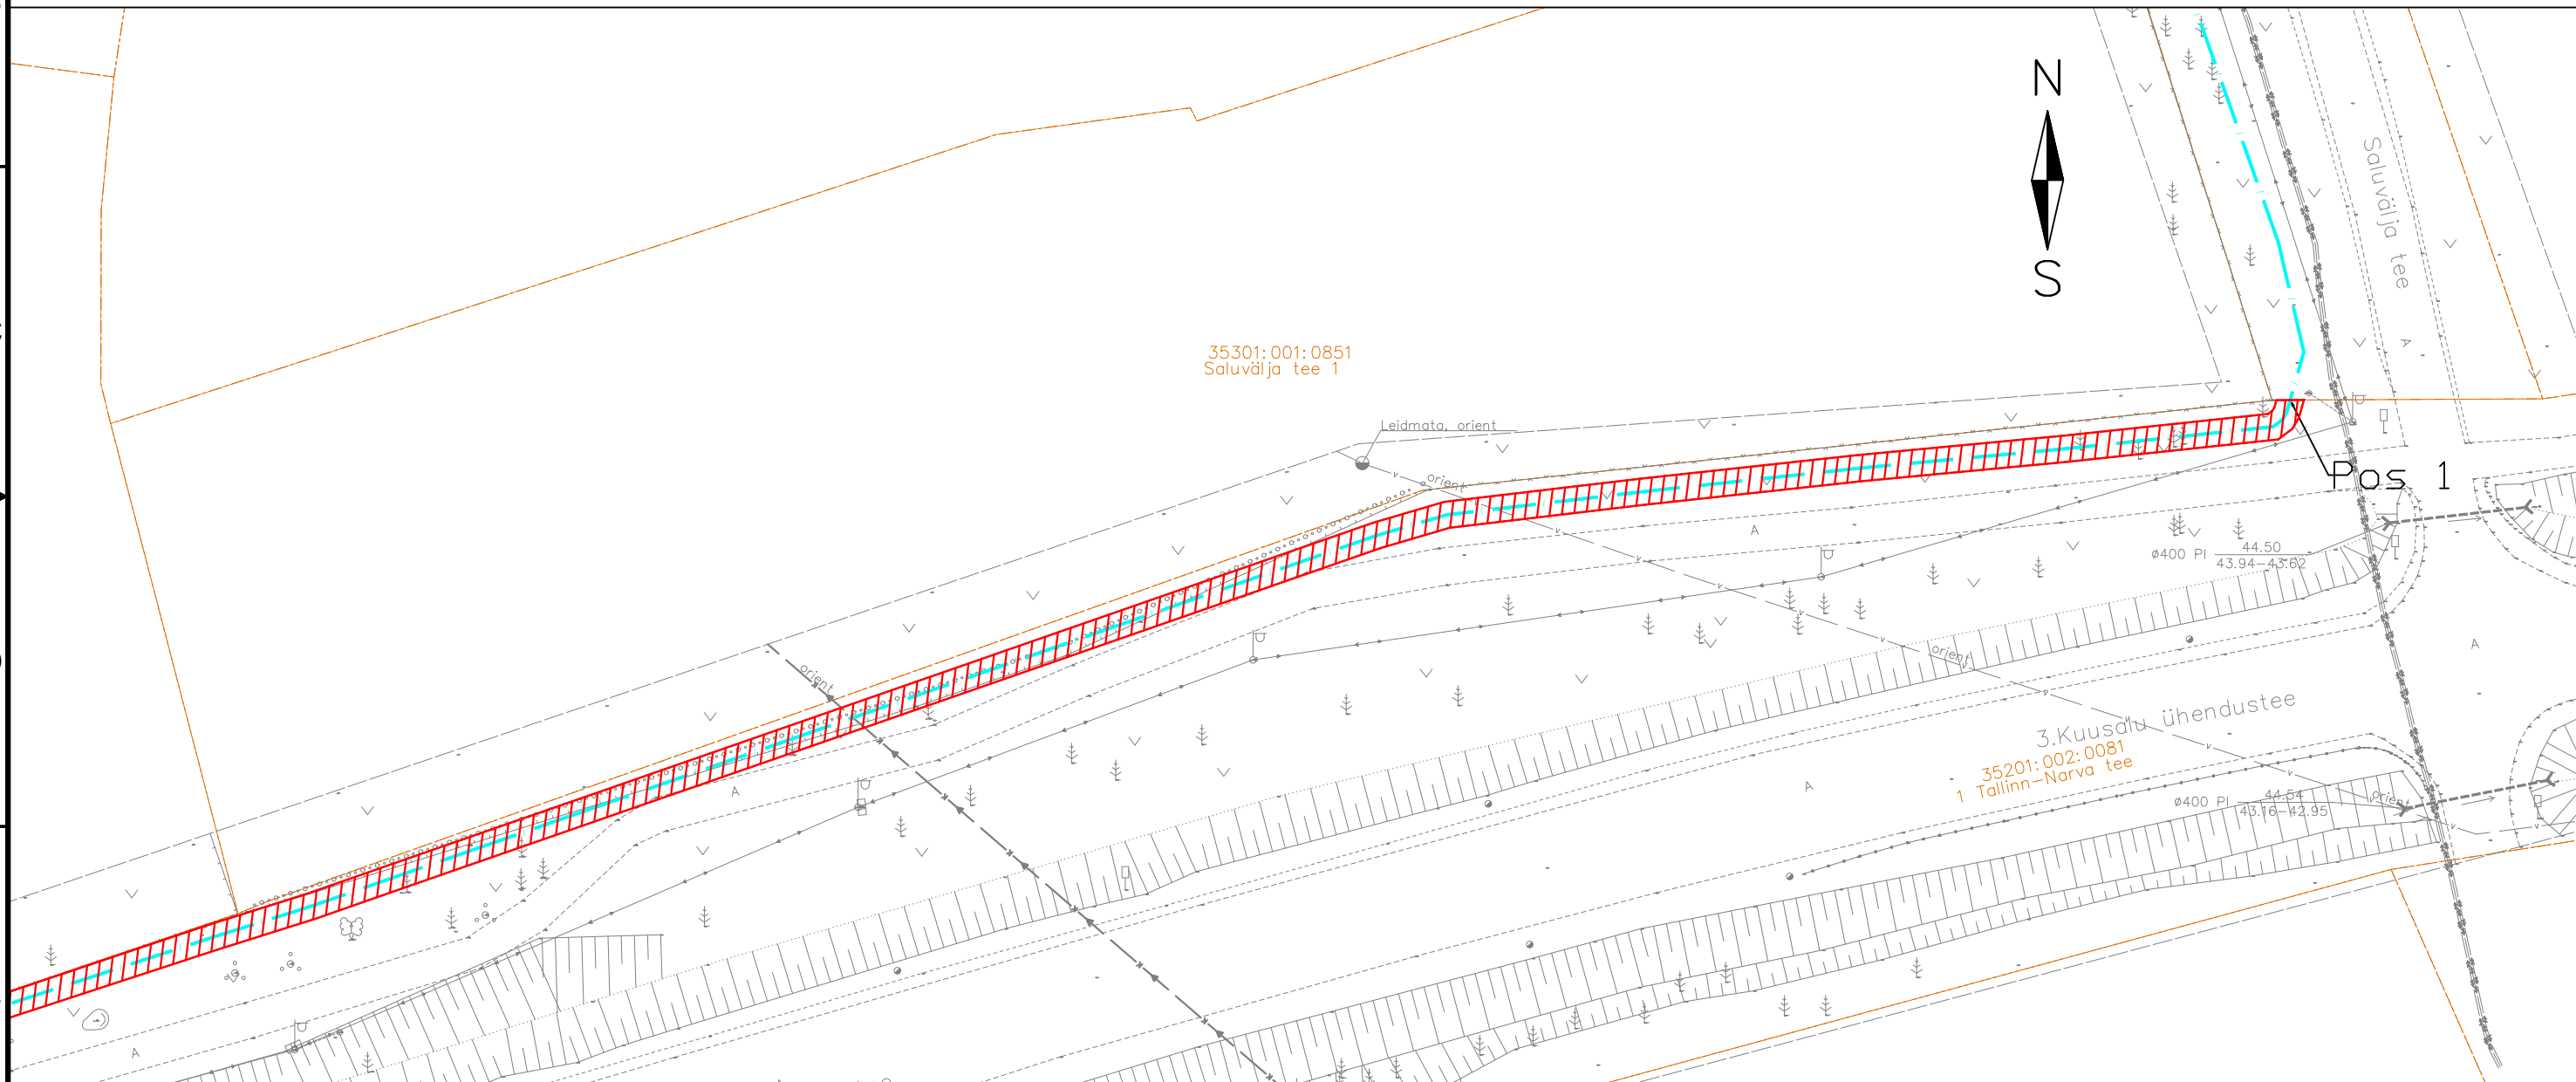 N
S
Saluvälja tee
A
35301:001:0851
Saluvälja tee 1
Leidmata, orient
orient
Pos 1
A
ø400 Pl 44.50
43.94-43.62
orient
orient
A
3.Kuusalu ühendustee
35201:002:0081
1 Tallinn-Narva tee
A
A
ø400 Pl 44.54
43.16-42.95
orient
A